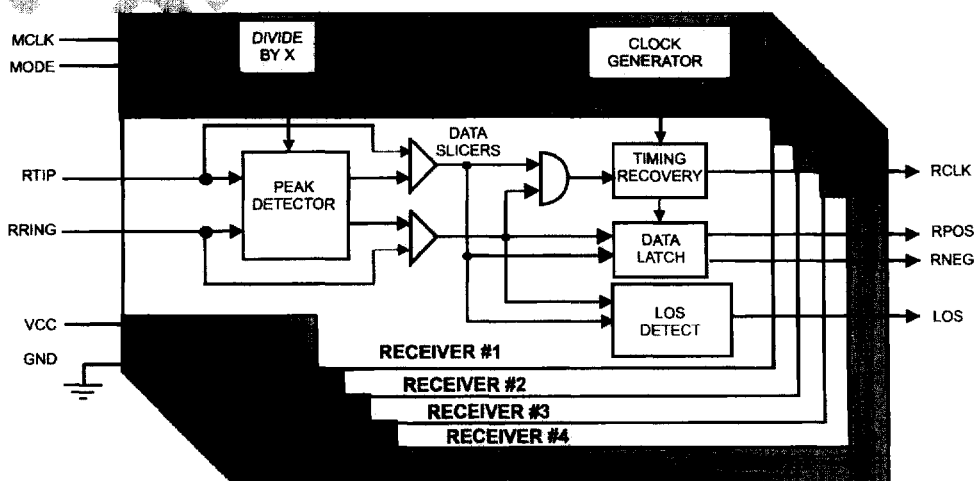 MCLK
MODE
DIVIDE
BY X
CLOCK
GENERATOR
DATA
SLICERS
RTIP
PEAK
DETECTOR
TIMING
RECOVERY
RCLK
RRING
DATA
LATCH
RPOS
RNEG
VCC
LOS
DETECT
LOS
GND
RECEIVER #1
RECEIVER #2
RECEIVER #3
RECEIVER #4